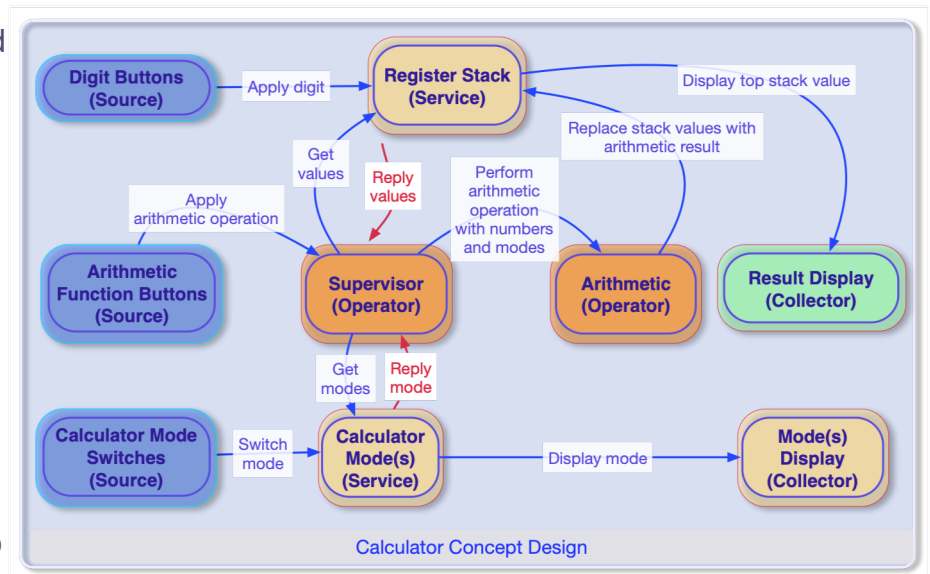 Digit Buttons
(Source)
Apply digit
Register Stack
(Service)
Display top stack value
Replace stack values with
arithmetic result
Get
values
Reply
values
Perform
arithmetic
operation
with numbers
and modes
Apply
arithmetic operation
Arithmetic
Function Buttons
(Source)
Supervisor
(Operator)
Arithmetic
(Operator)
Result Display
(Collector)
Get
modes
Reply
mode
Calculator Mode
Switches
(Source)
Switch
mode
Calculator
Mode(s)
(Service)
Display mode
Mode(s)
Display
(Collector)
Calculator Concept Design